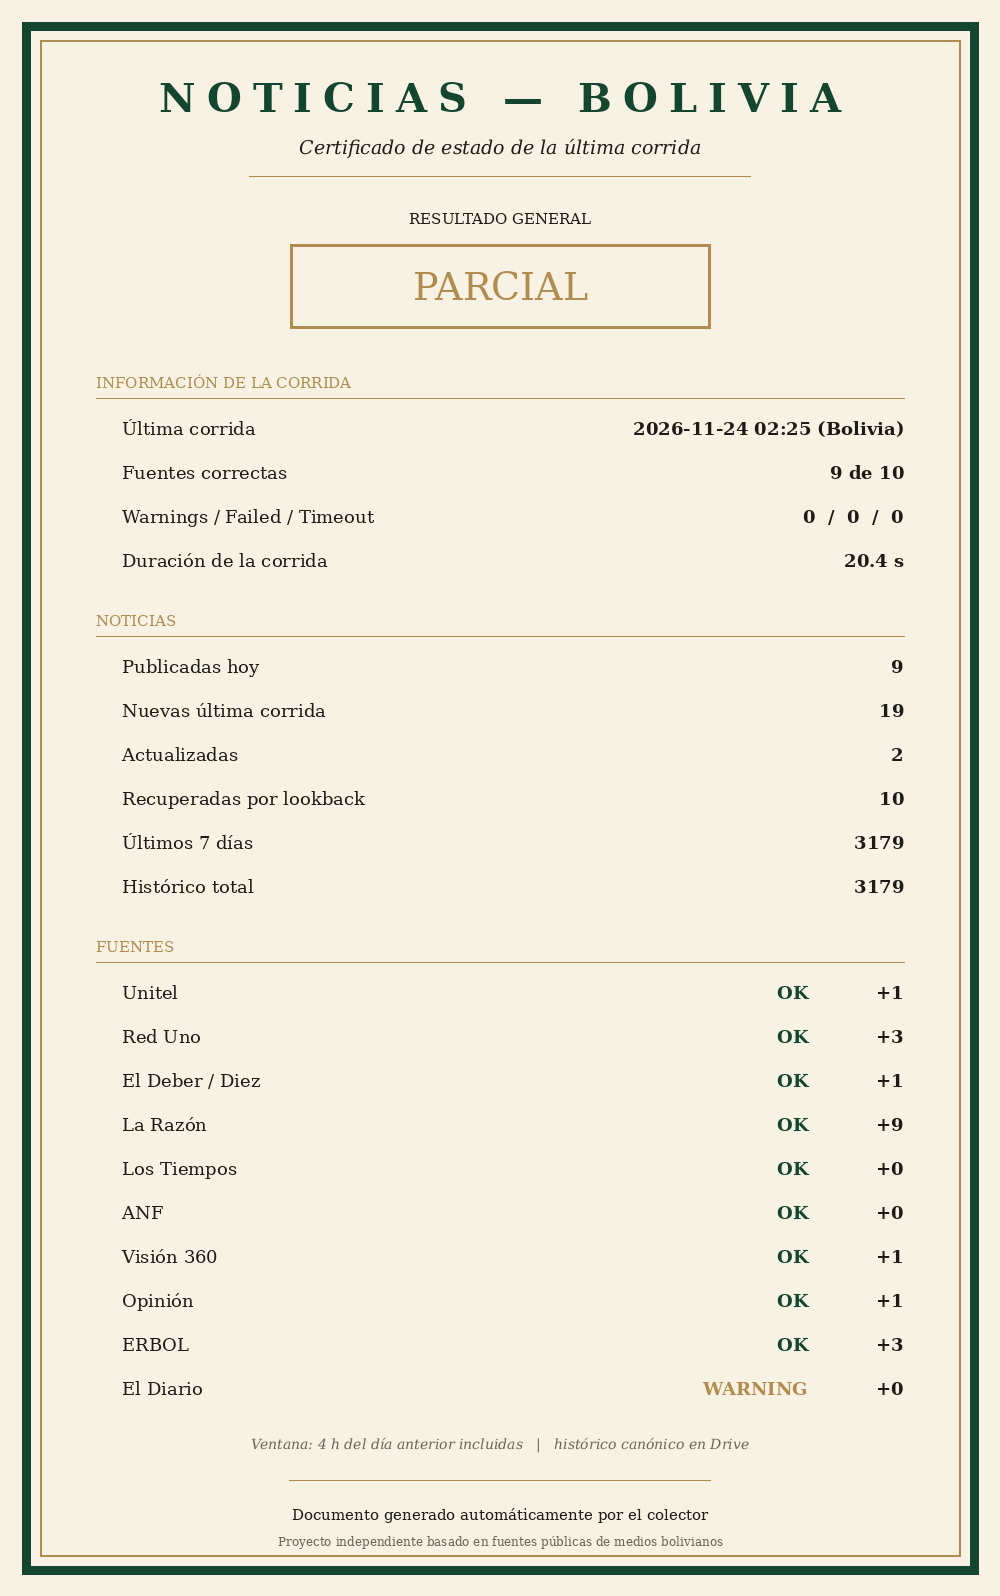 NOTICIAS — BOLIVIA
Certificado de estado de la última corrida
RESULTADO GENERAL
PARCIAL
INFORMACIÓN DE LA CORRIDA
Última corrida 2026-11-24 02:25 (Bolivia)
Fuentes correctas 9 de 10
Warnings / Failed / Timeout 0 / 0 / 0
Duración de la corrida 20.4 s
NOTICIAS
Publicadas hoy 9
Nuevas última corrida 19
Actualizadas 2
Recuperadas por lookback 10
Últimos 7 días 3179
Histórico total 3179
FUENTES
Unitel OK +1
Red Uno OK +3
El Deber / Diez OK +1
La Razón OK +9
Los Tiempos OK +0
ANF OK +0
Visión 360 OK +1
Opinión OK +1
ERBOL OK +3
El Diario WARNING +0
Ventana: 4 h del día anterior incluidas | histórico canónico en Drive
Documento generado automáticamente por el colector
Proyecto independiente basado en fuentes públicas de medios bolivianos